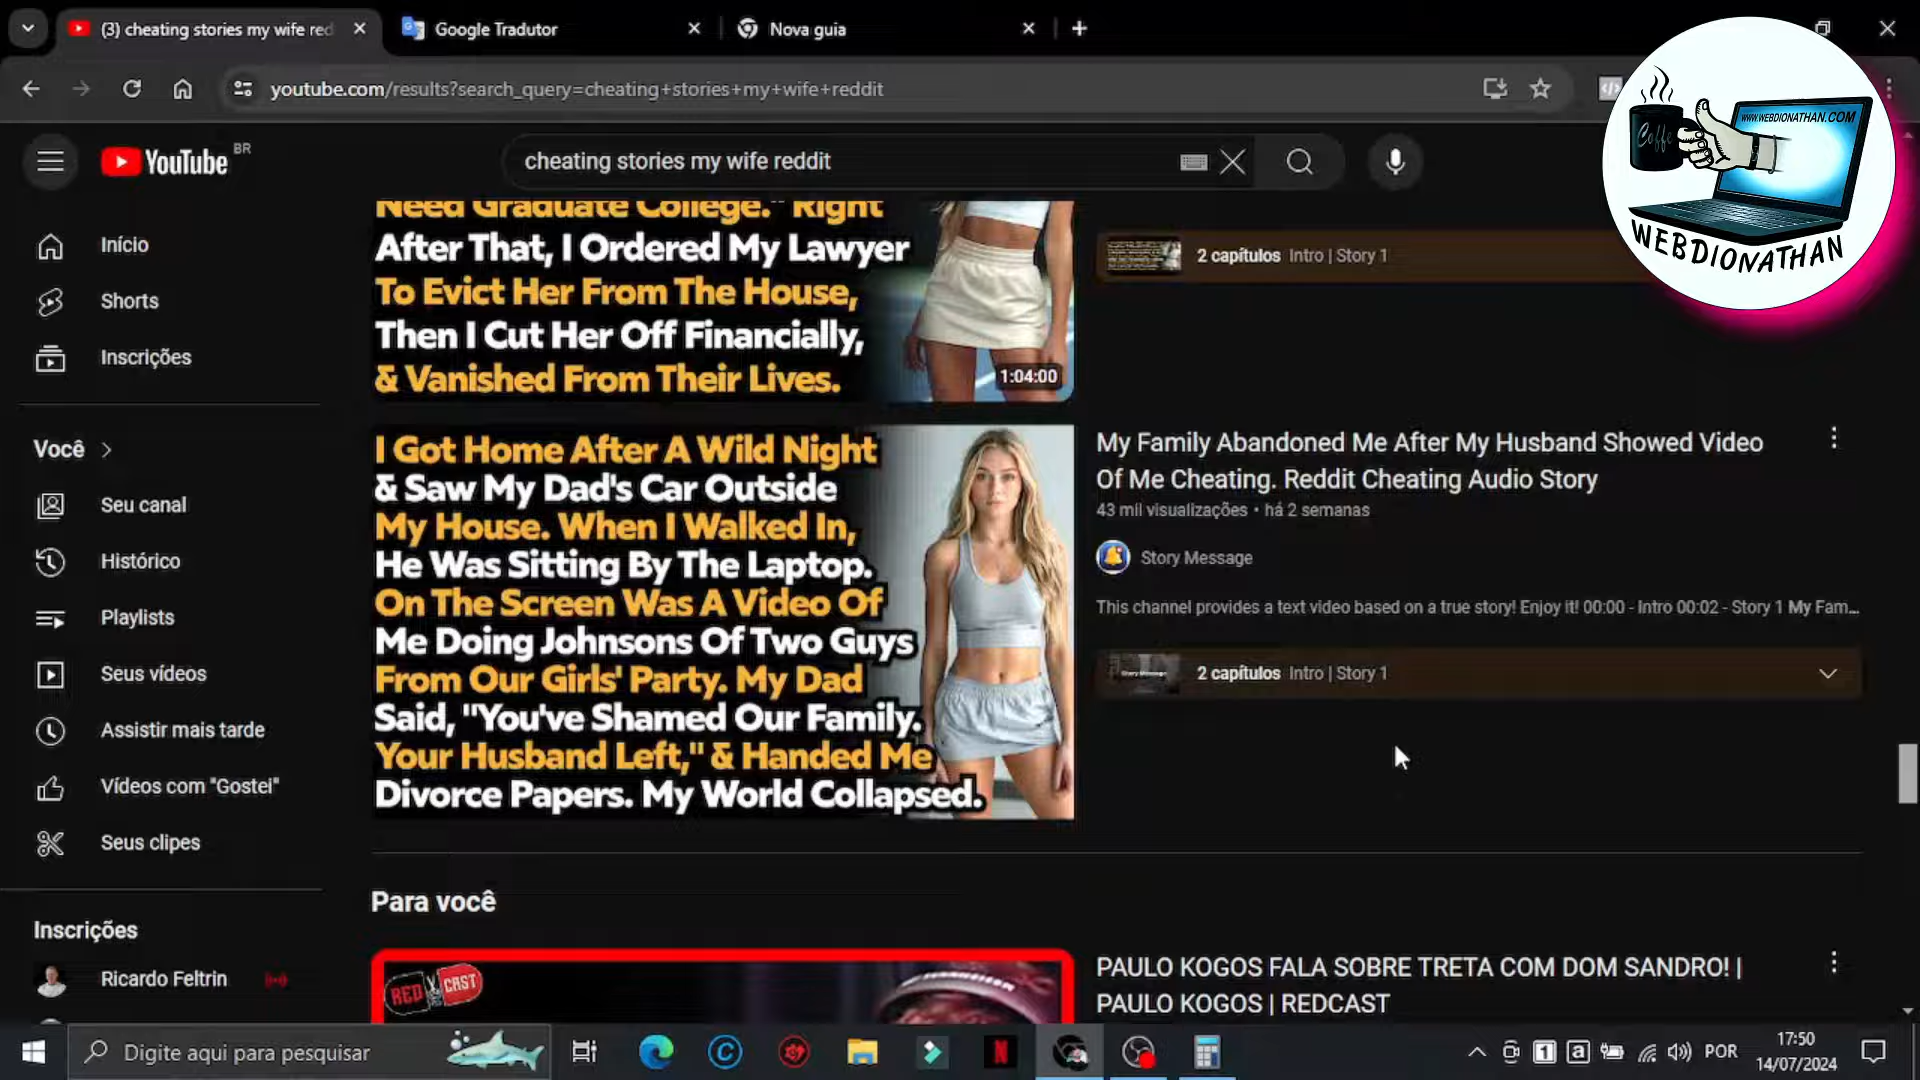 (3) cheating stories my wife red
Google Tradutor
Nova guia
youtube.com/results?search_query=cheating+stories+my+wife+reddit
WWW.WEBDIONATHAN.COM
Coffe
WEBDIONATHAN
YouTube BR
cheating stories my wife reddit
Início
Shorts
Inscrições
Você
Seu canal
Histórico
Playlists
Seus vídeos
Assistir mais tarde
Vídeos com "Gostei"
Seus clipes
Inscrições
Ricardo Feltrin
Need Graduate College." Right
After That, I Ordered My Lawyer
To Evict Her From The House,
Then I Cut Her Off Financially,
& Vanished From Their Lives.
1:04:00
2 capítulos Intro | Story 1
I Got Home After A Wild Night
& Saw My Dad's Car Outside
My House. When I Walked In,
He Was Sitting By The Laptop.
On The Screen Was A Video Of
Me Doing Johnsons Of Two Guys
From Our Girls' Party. My Dad
Said, "You've Shamed Our Family.
Your Husband Left," & Handed Me
Divorce Papers. My World Collapsed.
My Family Abandoned Me After My Husband Showed Video
Of Me Cheating. Reddit Cheating Audio Story
43 mil visualizações • há 2 semanas
Story Message
This channel provides a text video based on a true story! Enjoy it! 00:00 - Intro 00:02 - Story 1 My Fam...
2 capítulos Intro | Story 1
Para você
RED CAST
PAULO KOGOS FALA SOBRE TRETA COM DOM SANDRO! |
PAULO KOGOS | REDCAST
Digite aqui para pesquisar
POR
17:50
14/07/2024